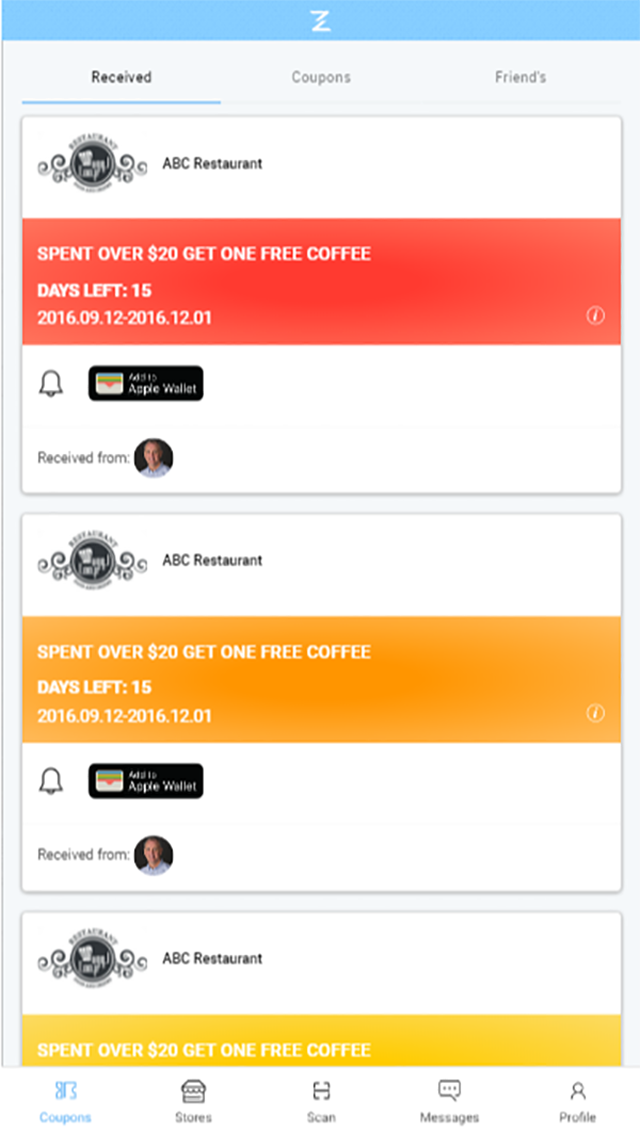 Z
Received Coupons Friend's
RESTAURANT
ABC Restaurant
SPENT OVER $20 GET ONE FREE COFFEE
DAYS LEFT: 15
2016.09.12-2016.12.01
i
Add to
Apple Wallet
Received from:
RESTAURANT
ABC Restaurant
SPENT OVER $20 GET ONE FREE COFFEE
DAYS LEFT: 15
2016.09.12-2016.12.01
i
Add to
Apple Wallet
Received from:
RESTAURANT
ABC Restaurant
SPENT OVER $20 GET ONE FREE COFFEE
Coupons Stores Scan Messages Profile